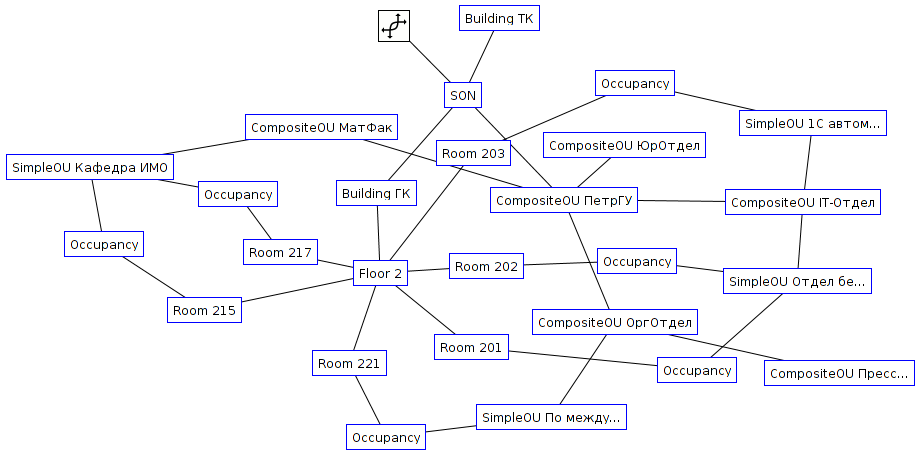 Building ТК
SON
Occupancy
CompositeOU МатФак
SimpleOU 1С автом...
Room 203
CompositeOU ЮрОтдел
SimpleOU Кафедра ИМО
Occupancy
Building ГК
CompositeOU ПетрГУ
CompositeOU IT-Отдел
Occupancy
Room 217
Floor 2
Room 202
Occupancy
SimpleOU Отдел бе...
Room 215
CompositeOU ОргОтдел
Room 201
Room 221
Occupancy
CompositeOU Пресс...
SimpleOU По между...
Occupancy